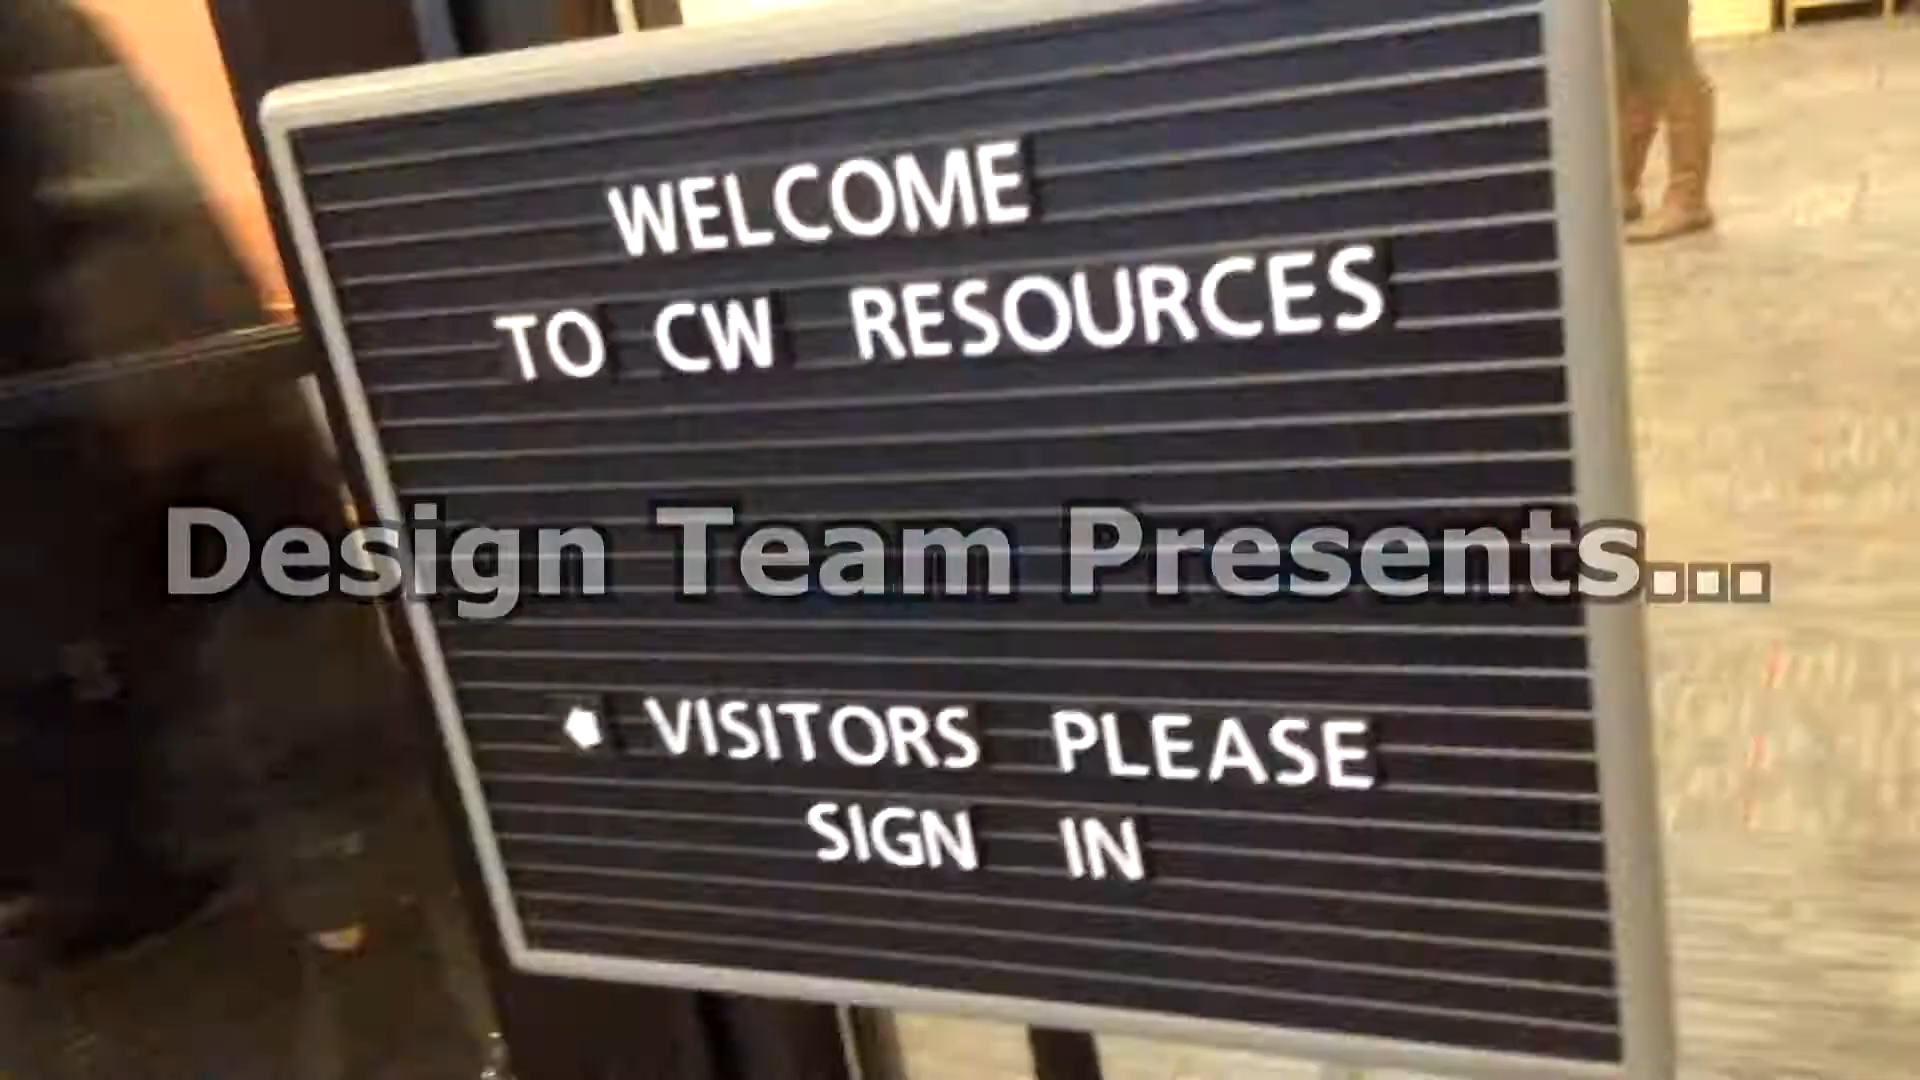 WELCOME
TO CW RESOURCES
Design Team Presents...
• VISITORS PLEASE
SIGN IN